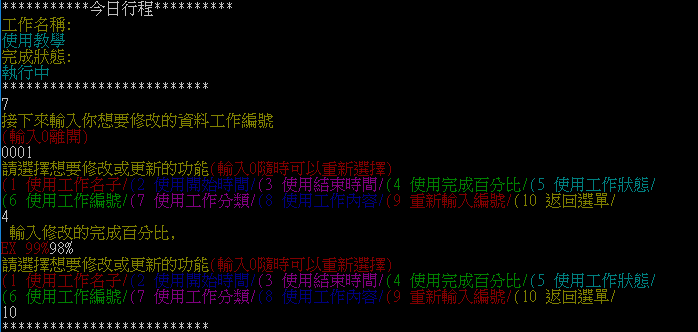 ***********今日行程**********
工作名稱:
使用教學
完成狀態:
執行中
**************************
7
接下來輸入你想要修改的資料工作編號
(輸入0離開)
0001
請選擇想要修改或更新的功能(輸入0隨時可以重新選擇)
(1 使用工作名子/(2 使用開始時間/(3 使用結束時間/(4 使用完成百分比/(5 使用工作狀態/
(6 使用工作編號/(7 使用工作分類/(8 使用工作內容/(9 重新輸入編號/(10 返回選單/
4
輸入修改的完成百分比,
EX 99%98%
請選擇想要修改或更新的功能(輸入0隨時可以重新選擇)
(1 使用工作名子/(2 使用開始時間/(3 使用結束時間/(4 使用完成百分比/(5 使用工作狀態/
(6 使用工作編號/(7 使用工作分類/(8 使用工作內容/(9 重新輸入編號/(10 返回選單/
10
**************************